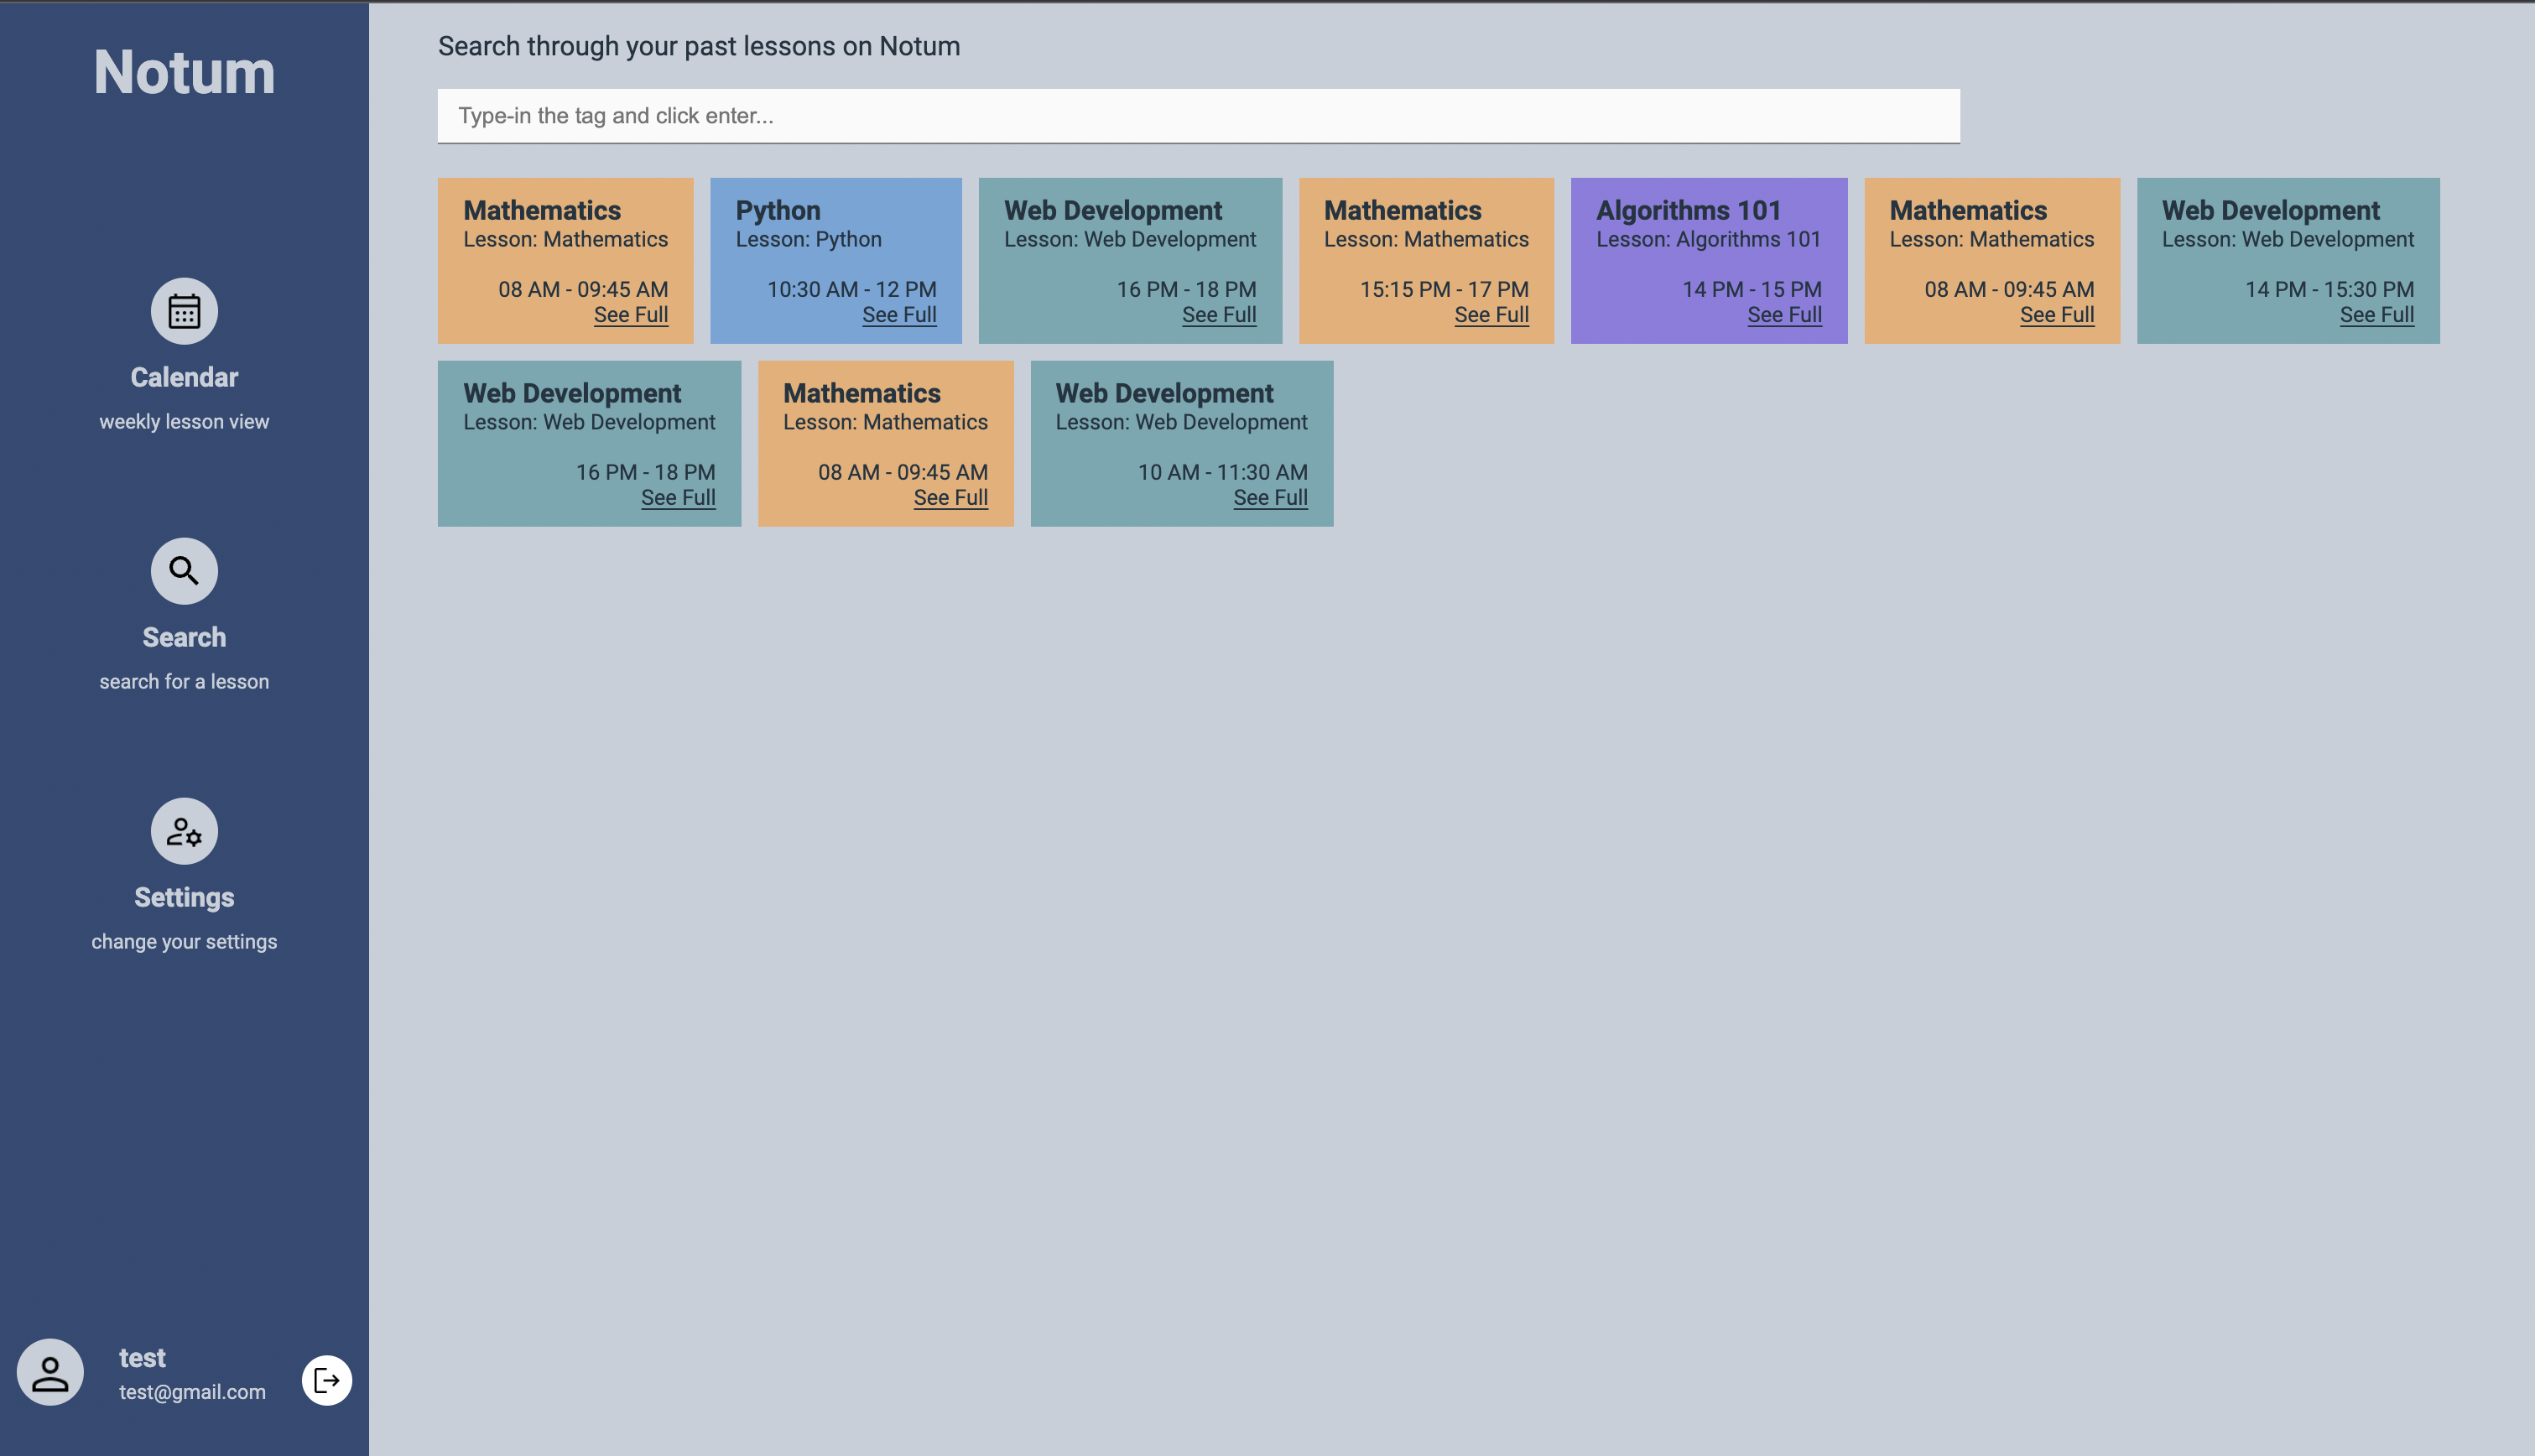 Notum
Calendar
weekly lesson view
Search
search for a lesson
Settings
change your settings
test
test@gmail.com
Search through your past lessons on Notum
Type-in the tag and click enter...
Mathematics
Lesson: Mathematics
08 AM - 09:45 AM
See Full
Python
Lesson: Python
10:30 AM - 12 PM
See Full
Web Development
Lesson: Web Development
16 PM - 18 PM
See Full
Mathematics
Lesson: Mathematics
15:15 PM - 17 PM
See Full
Algorithms 101
Lesson: Algorithms 101
14 PM - 15 PM
See Full
Mathematics
Lesson: Mathematics
08 AM - 09:45 AM
See Full
Web Development
Lesson: Web Development
14 PM - 15:30 PM
See Full
Web Development
Lesson: Web Development
16 PM - 18 PM
See Full
Mathematics
Lesson: Mathematics
08 AM - 09:45 AM
See Full
Web Development
Lesson: Web Development
10 AM - 11:30 AM
See Full